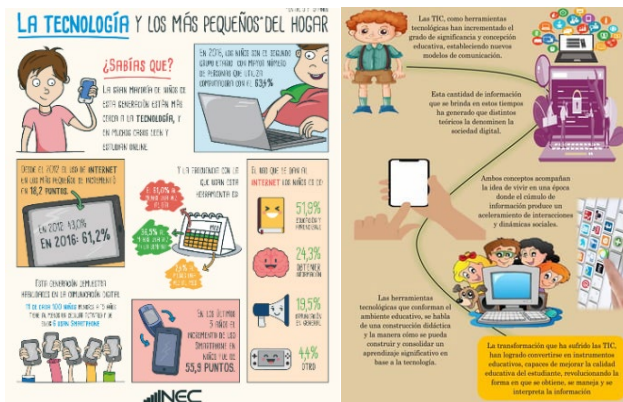 LA TECNOLOGÍA Y LOS MÁS PEQUEÑOS DEL HOGAR
¿SABÍAS QUE?
LA GRAN MAYORÍA DE NIÑOS DE
ESTA GENERACIÓN ESTÁN MÁS
CERCA A LA TECNOLOGÍA, Y
EN MUCHOS CASOS LEEN Y
ESTUDIAN ONLINE.
EN 2016, LOS NIÑOS SON EL SEGUNDO
GRUPO ETARIO CON MAYOR NÚMERO
DE PERSONAS QUE UTILIZA
COMPUTADORA CON EL 63,9%
DESDE EL 2012 EL USO DE INTERNET
EN LOS MÁS PEQUEÑOS SE INCREMENTÓ
EN 18,2 PUNTOS.
EN 2012:
EN 2016: 61,2%
Y LA FRECUENCIA CON LA
QUE USAN ESTA
HERRAMIENTA ES:
EL USO QUE LE DAN AL
INTERNET LOS NIÑOS ES DE:
51,9%
EDUCACIÓN Y
APRENDIZAJE
24,3%
OBTENER
INFORMACIÓN
19,5%
COMUNICACIÓN
EN GENERAL
4,4%
OTRO
ESTA GENERACIÓN DEMUESTRA
HABILIDADES EN LA COMUNICACIÓN DIGITAL
EN LOS ÚLTIMOS
5 AÑOS EL
INCREMENTO DE USO
SMARTPHONE EN
NIÑOS FUE DE
55,9 PUNTOS.
INEC
Las TIC, como herramientas
tecnológicas han incrementado el
grado de significancia y concepción
educativa, estableciendo nuevos
modelos de comunicación.
Esta cantidad de información
que se brinda en estos tiempos
ha generado que distintos
teóricos la denominen la
sociedad digital.
Ambos conceptos acompañan
la idea de vivir en una época
donde el cúmulo de
información produce un
aceleramiento de interacciones
y dinámicas sociales.
Las herramientas
tecnológicas que conforman el
ambiente educativo, se habla
de una construcción didáctica
y la manera cómo se pueda
construir y consolidar un
aprendizaje significativo en
base a la tecnología.
La transformación que ha sufrido las TIC,
han logrado convertirse en instrumentos
educativas, capaces de mejorar la calidad
educativa del estudiante, revolucionando la
forma en que se obtiene, se maneja y se
interpreta la información